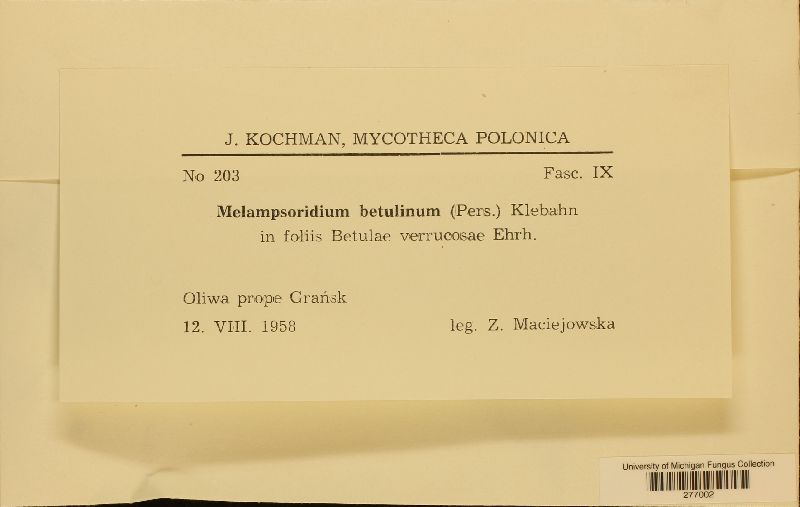 J. KOCHMAN, MYCOTHECA POLONICA
No 203 Fasc. IX
Melampsoridium betulinum (Pers.) Klebahn
in foliis Betulae verrucosae Ehrh.
Oliwa prope Grańsk
12. VIII. 1958 leg. Z. Maciejowska
University of Michigan Fungus Collection
277002